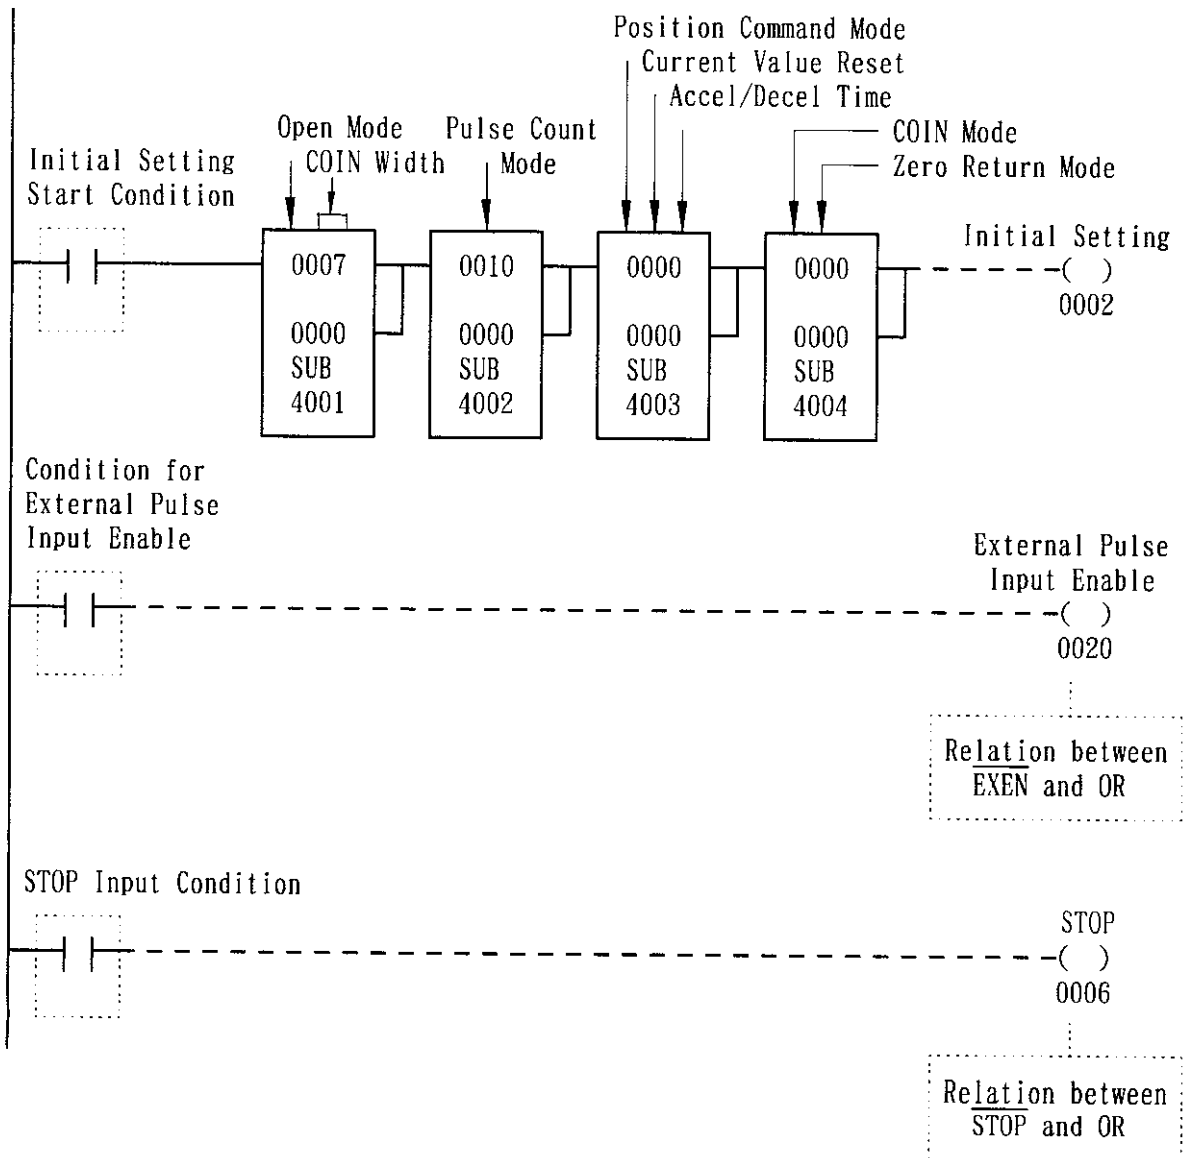 Position Command Mode
Current Value Reset
Accel/Decel Time
Open Mode
COIN Width
Pulse Count
Mode
COIN Mode
Zero Return Mode
Initial Setting
Start Condition
0007
0000
SUB
4001
0010
0000
SUB
4002
0000
0000
SUB
4003
0000
0000
SUB
4004
Initial Setting
( )
0002
Condition for
External Pulse
Input Enable
External Pulse
Input Enable
( )
0020
Relation between
EXEN and OR
STOP Input Condition
STOP
( )
0006
Relation between
STOP and OR